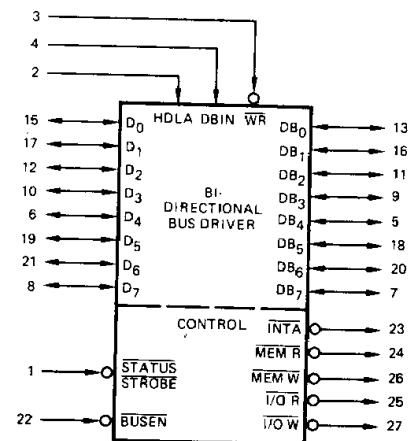 3
4
2
HDLA DBIN WR
15 D0 DB0 13
17 D1 DB1 16
12 D2 DB2 11
10 D3 DB3 9
6 D4 DB4 5
19 D5 DB5 18
21 D6 DB6 20
8 D7 DB7 7
BI-
DIRECTIONAL
BUS DRIVER
CONTROL
INTA 23
MEM R 24
1 STATUS
STROBE
MEM W 26
I/O R 25
22 BUSEN
I/O W 27